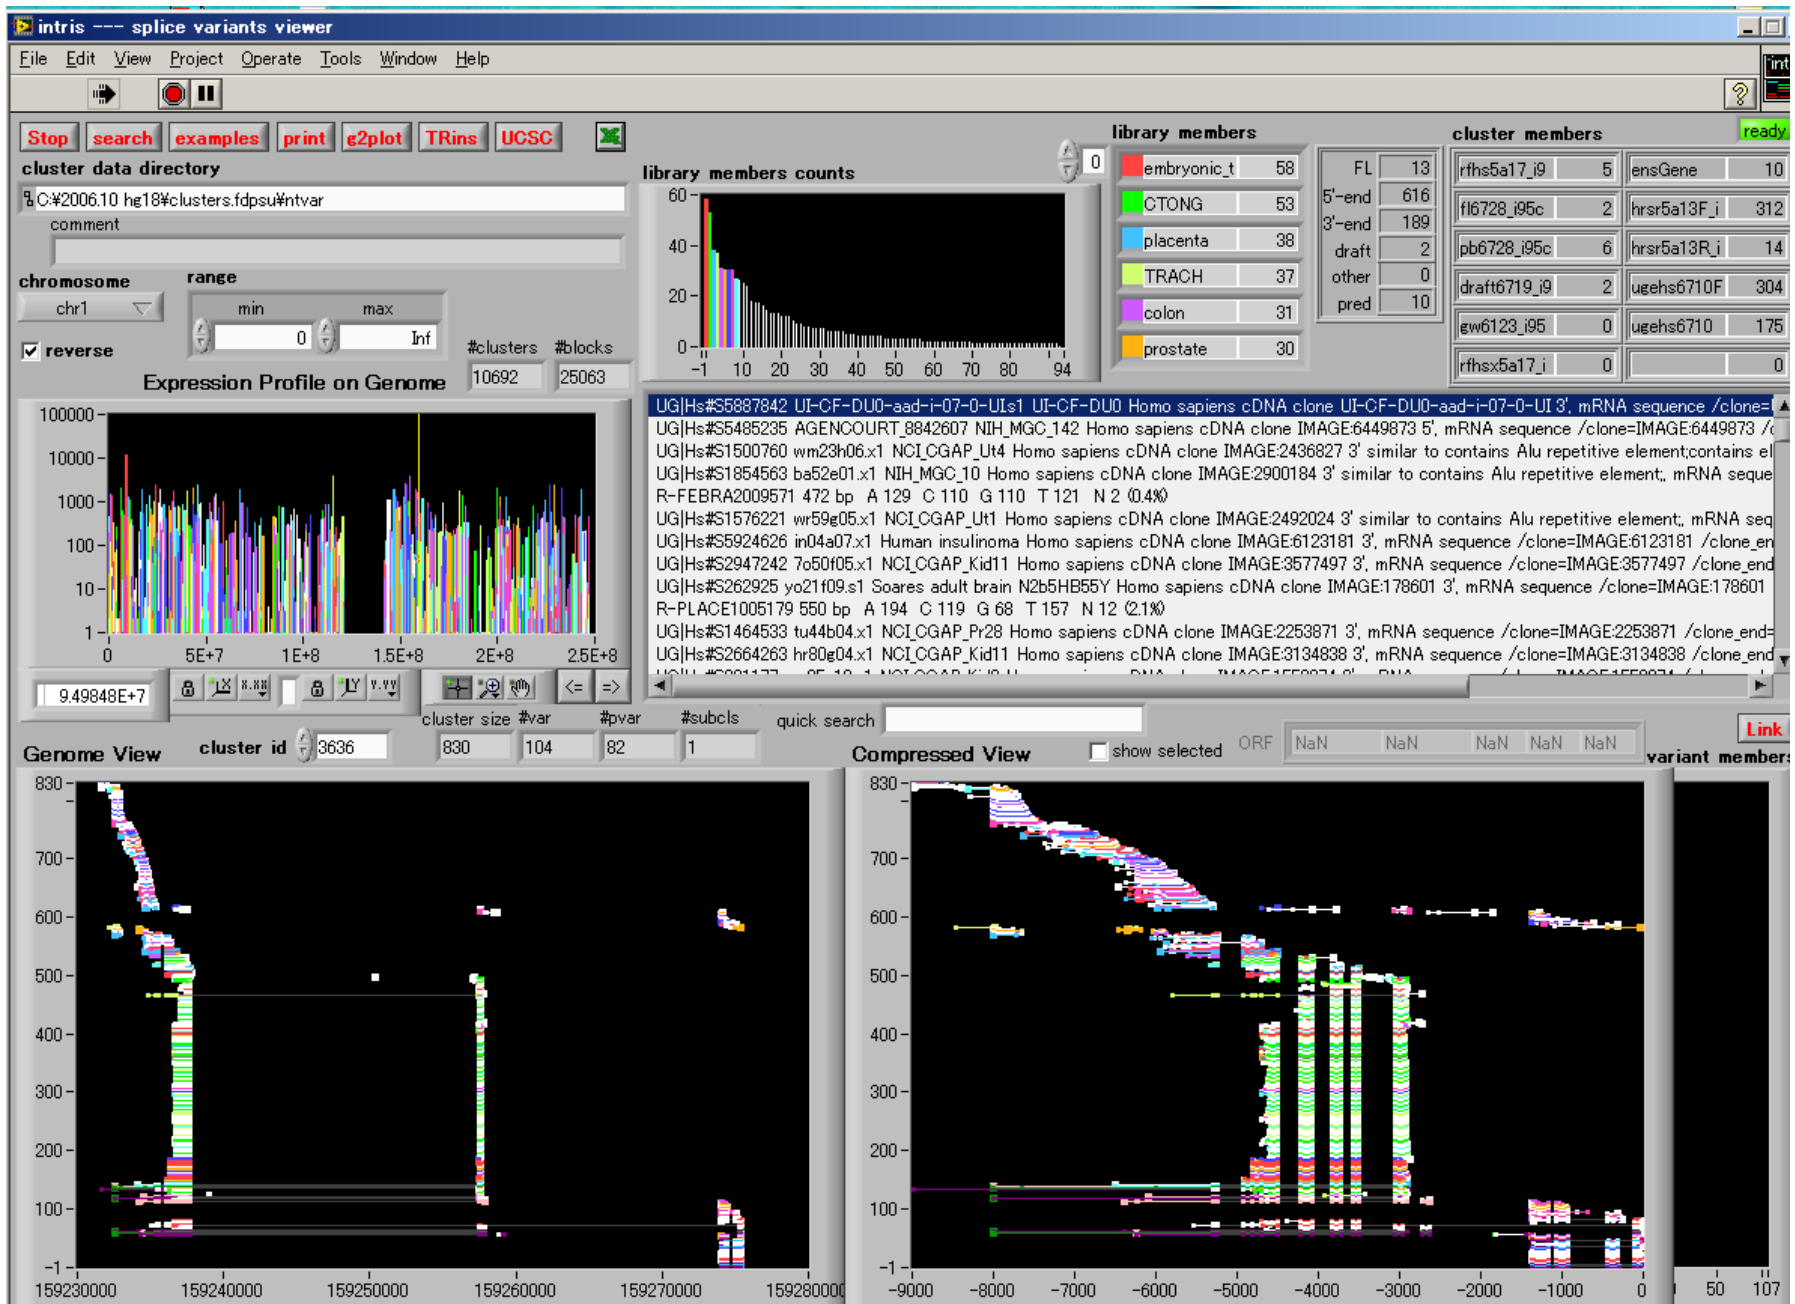 intris --- splice variants viewer
File Edit View Project Operate Tools Window Help
Stop search examples print g2plot TRins UCSC
cluster data directory
C:¥2006.10 hg18¥clusters.fdpsu¥ntvar
comment
chromosome
chr1
reverse
range
min max
0 Inf
#clusters #blocks
10692 25063
library members counts
0
60
40
20
0
-1 10 20 30 40 50 60 70 80 94
library members
embryonic_t 58
CTONG 53
placenta 38
TRACH 37
colon 31
prostate 30
FL 13
5'-end 616
3'-end 189
draft 2
other 0
pred 10
cluster members
ready
rfhs5a17_i9 5 ensGene 10
fl6728_i95c 2 hrsr5a13F_i 312
pb6728_i95c 6 hrsr5a13R_i 14
draft6719_i9 2 ugehs6710F 304
gw6123_i95 0 ugehs6710 175
rfhsx5a17_i 0 0
Expression Profile on Genome
100000
10000
1000
100
10
1
0 5E+7 1E+8 1.5E+8 2E+8 2.5E+8
9.49848E+7
UG|Hs#S5887842 UI-CF-DU0-aad-i-07-0-UIs1 UI-CF-DU0 Homo sapiens cDNA clone UI-CF-DU0-aad-i-07-0-UI 3', mRNA sequence /clone=
UG|Hs#S5485235 AGENCOURT_8842607 NIH_MGC_142 Homo sapiens cDNA clone IMAGE:6449873 5', mRNA sequence /clone=IMAGE:6449873
UG|Hs#S1500760 wm23h06.x1 NCI_CGAP_Ut4 Homo sapiens cDNA clone IMAGE:2436827 3' similar to contains Alu repetitive element;contains el
UG|Hs#S1854563 ba52e01.x1 NIH_MGC_10 Homo sapiens cDNA clone IMAGE:2900184 3' similar to contains Alu repetitive element;, mRNA seque
R-FEBRA2009571 472 bp A 129 C 110 G 110 T 121 N 2 (0.4%)
UG|Hs#S1576221 wr59g05.x1 NCI_CGAP_Ut1 Homo sapiens cDNA clone IMAGE:2492024 3' similar to contains Alu repetitive element;, mRNA seq
UG|Hs#S5924626 in04a07.x1 Human insulinoma Homo sapiens cDNA clone IMAGE:6123181 3', mRNA sequence /clone=IMAGE:6123181 /clone_en
UG|Hs#S2947242 7o50f05.x1 NCI_CGAP_Kid11 Homo sapiens cDNA clone IMAGE:3577497 3', mRNA sequence /clone=IMAGE:3577497 /clone_end
UG|Hs#S262925 yo21f09.s1 Soares adult brain N2b5HB55Y Homo sapiens cDNA clone IMAGE:178601 3', mRNA sequence /clone=IMAGE:178601
R-PLACE1005179 550 bp A 194 C 119 G 68 T 157 N 12 (2.1%)
UG|Hs#S1464533 tu44b04.x1 NCI_CGAP_Pr28 Homo sapiens cDNA clone IMAGE:2253871 3', mRNA sequence /clone=IMAGE:2253871 /clone_end=
UG|Hs#S2664263 hr80g04.x1 NCI_CGAP_Kid11 Homo sapiens cDNA clone IMAGE:3134838 3', mRNA sequence /clone=IMAGE:3134838 /clone_end
cluster size #var #pvar #subcls
830 104 82 1
quick search
Genome View
cluster id 3636
Compressed View
show selected
ORF NaN NaN NaN NaN NaN
Link
variant members
830
700
600
500
400
300
200
100
-1
159230000 159240000 159250000 159260000 159270000 159280000
830
700
600
500
400
300
200
100
-1
-9000 -8000 -7000 -6000 -5000 -4000 -3000 -2000 -1000 0
50 107